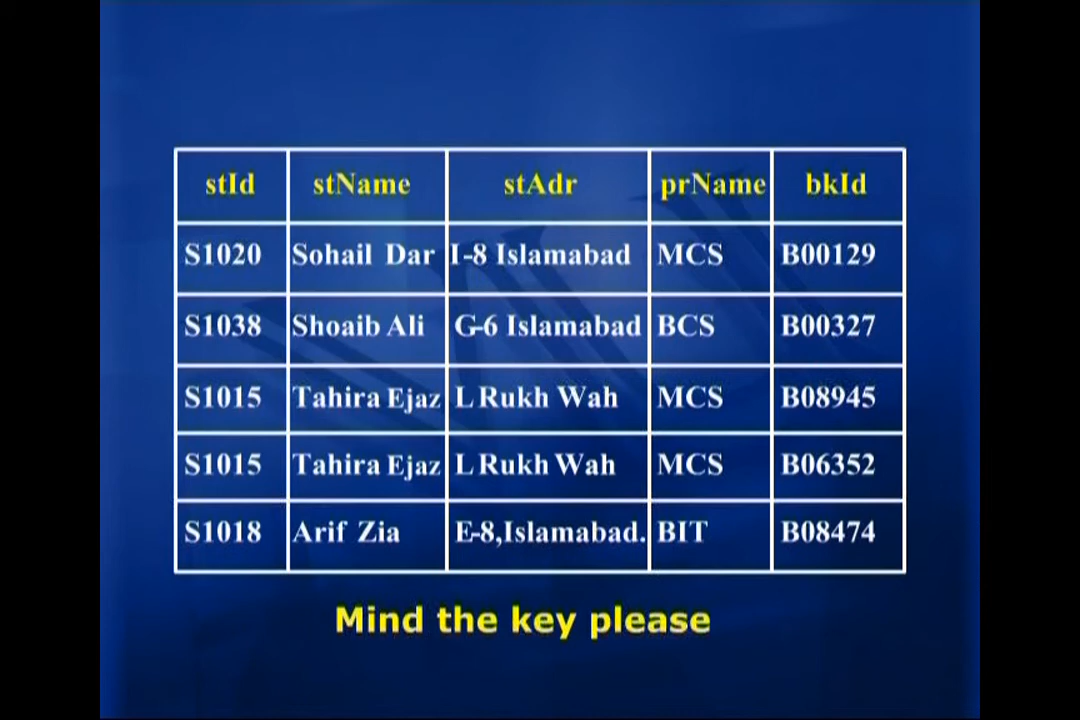 stId stName stAdr prName bkId
S1020 Sohail Dar I-8 Islamabad MCS B00129
S1038 Shoaib Ali G-6 Islamabad BCS B00327
S1015 Tahira Ejaz L Rukh Wah MCS B08945
S1015 Tahira Ejaz L Rukh Wah MCS B06352
S1018 Arif Zia E-8,Islamabad. BIT B08474
Mind the key please